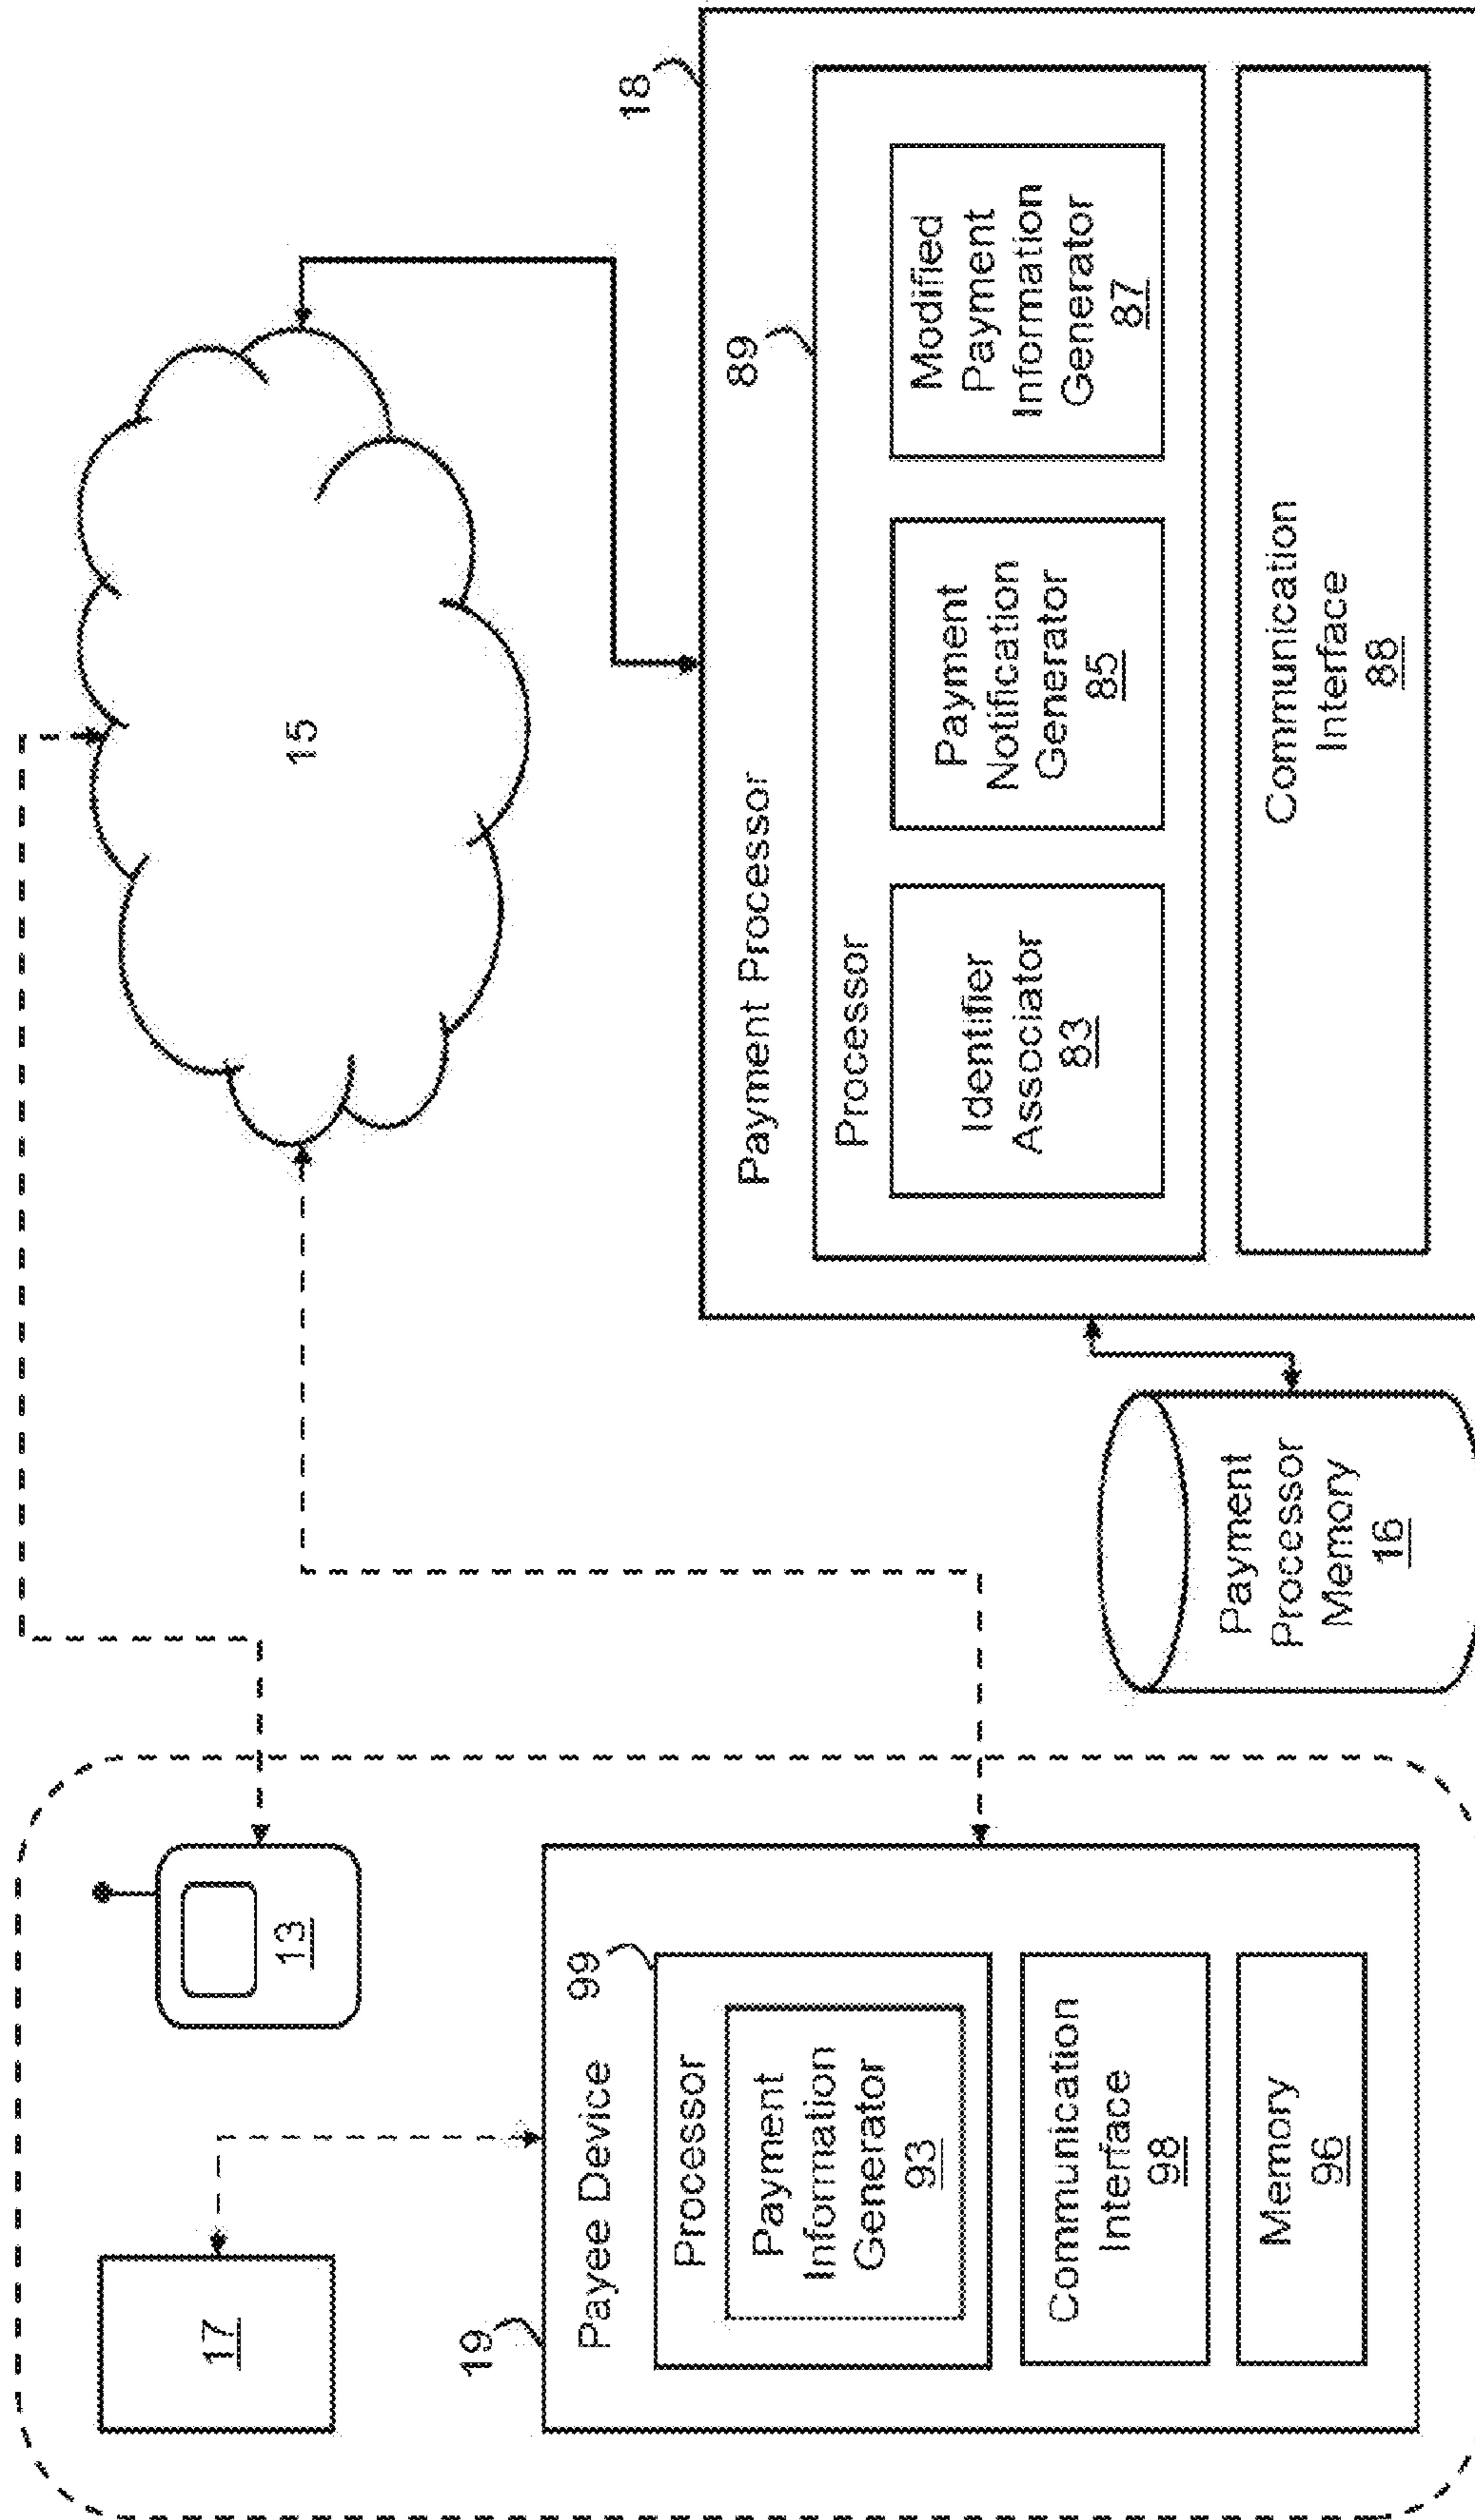 17
13
15
19
Payee Device
99
Processor
Payment
Information
Generator
93
Communication
Interface
98
Memory
96
Payment
Processor
Memory
16
18
Payment Processor
89
Processor
Identifier
Associator
83
Payment
Notification
Generator
85
Modified
Payment
Information
Generator
87
Communication
Interface
88